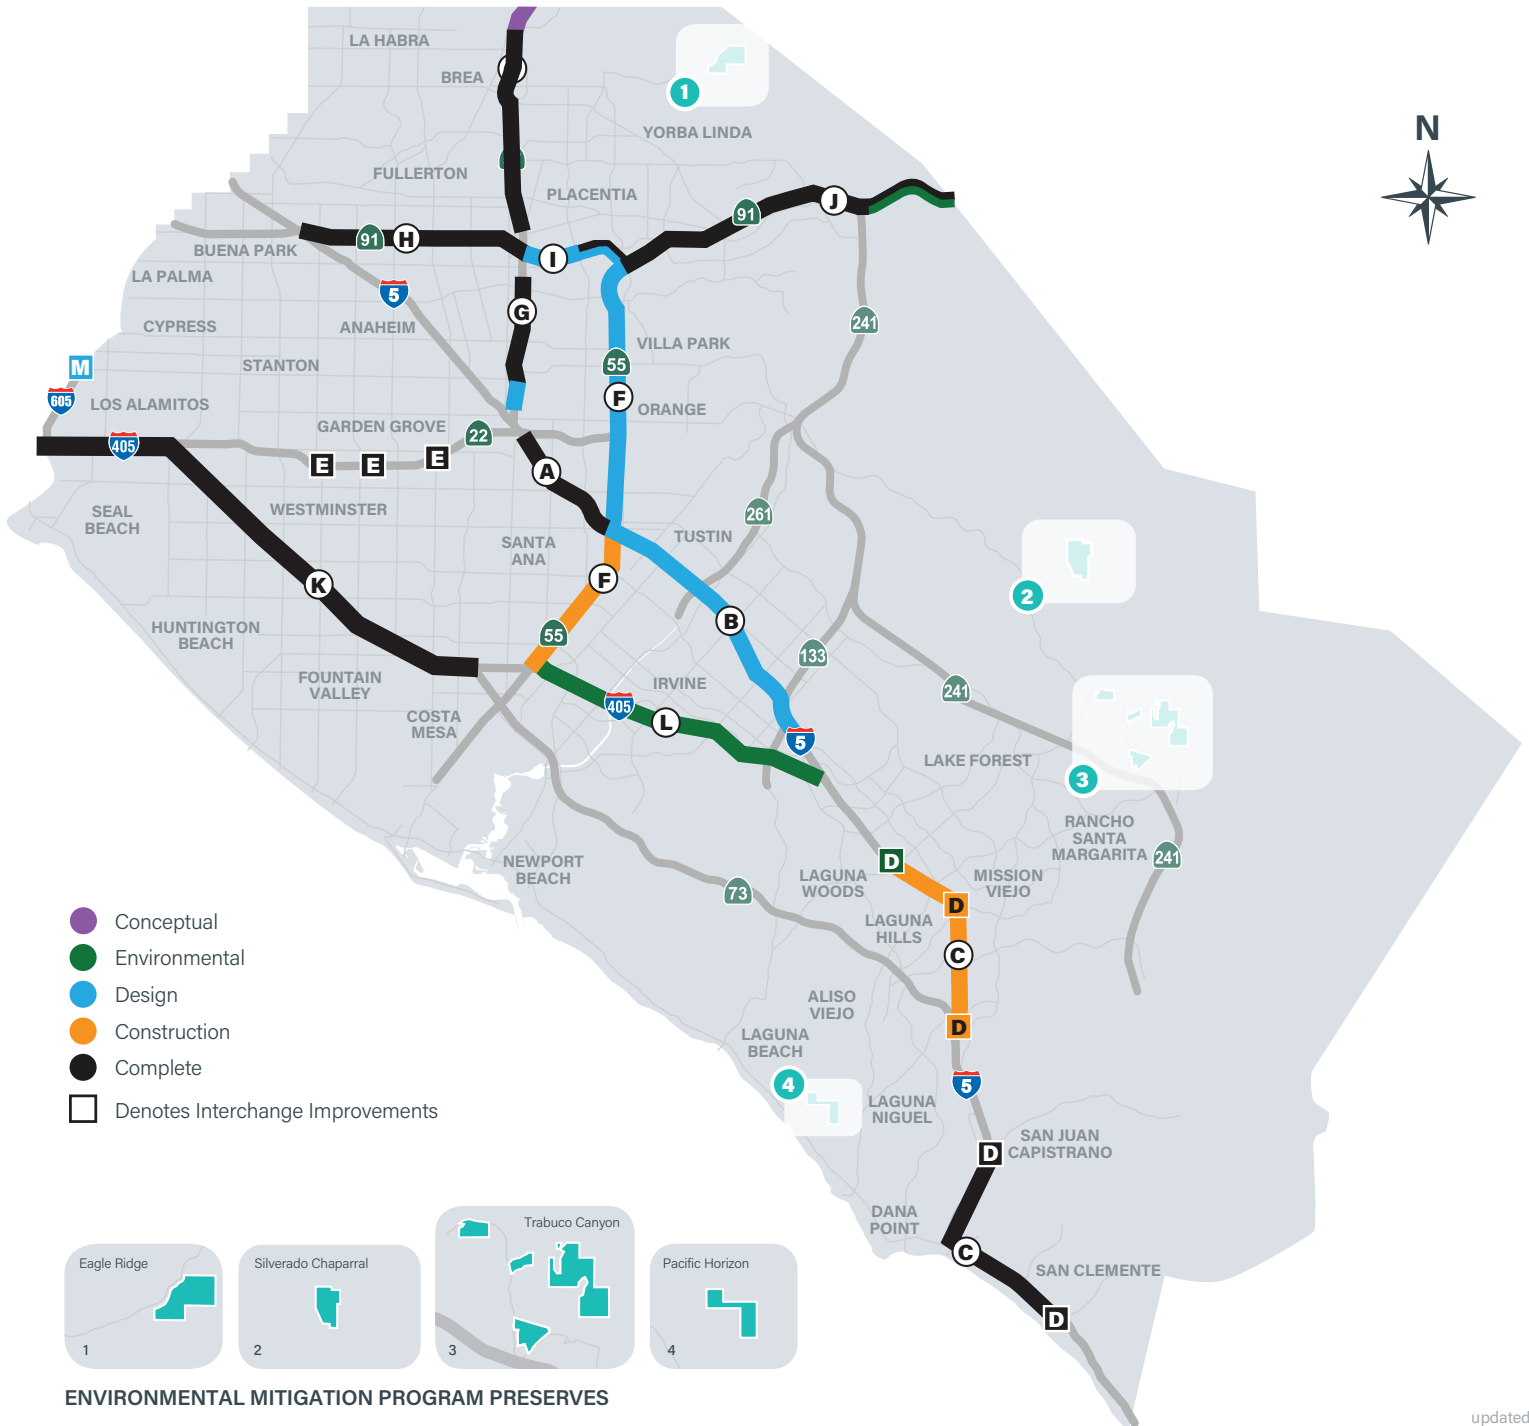 LA HABRA
BREA
1
YORBA LINDA
N
FULLERTON
PLACENTIA
91
J
91
H
BUENA PARK
I
LA PALMA
5
G
CYPRESS
ANAHEIM
241
VILLA PARK
M
STANTON
55
605
LOS ALAMITOS
F
ORANGE
GARDEN GROVE
22
405
E
E
E
A
WESTMINSTER
261
SEAL
BEACH
TUSTIN
SANTA
ANA
K
F
2
B
HUNTINGTON
BEACH
55
133
FOUNTAIN
VALLEY
IRVINE
241
405
L
COSTA
MESA
5
LAKE FOREST
3
RANCHO
SANTA
MARGARITA
241
NEWPORT
BEACH
D
LAGUNA
WOODS
MISSION
VIEJO
73
D
LAGUNA
HILLS
C
ALISO
VIEJO
D
LAGUNA
BEACH
4
5
LAGUNA
NIGUEL
D
SAN JUAN
CAPISTRANO
DANA
POINT
C
SAN CLEMENTE
D
Conceptual
Environmental
Design
Construction
Complete
Denotes Interchange Improvements
Eagle Ridge
1
Silverado Chaparral
2
Trabuco Canyon
3
Pacific Horizon
4
ENVIRONMENTAL MITIGATION PROGRAM PRESERVES
updated